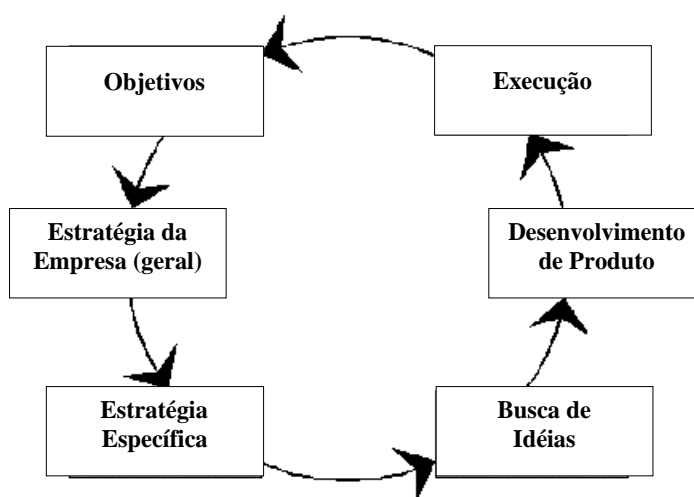 Objetivos
Execução
Estratégia da
Empresa (geral)
Desenvolvimento
de Produto
Estratégia
Específica
Busca de
Idéias